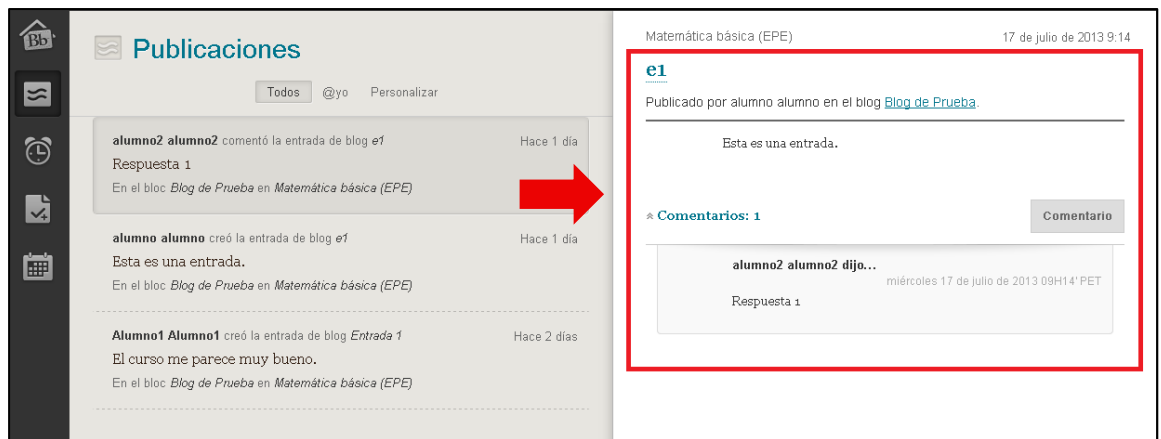 Bb
Publicaciones
Todos @yo Personalizar
alumno2 alumno2 comentó la entrada de blog e1 Hace 1 día
Respuesta 1
En el bloc Blog de Prueba en Matemática básica (EPE)
alumno alumno creó la entrada de blog e1 Hace 1 día
Esta es una entrada.
En el bloc Blog de Prueba en Matemática básica (EPE)
Alumno1 Alumno1 creó la entrada de blog Entrada 1 Hace 2 días
El curso me parece muy bueno.
En el bloc Blog de Prueba en Matemática básica (EPE)
Matemática básica (EPE) 17 de julio de 2013 9:14
e1
Publicado por alumno alumno en el blog Blog de Prueba.
Esta es una entrada.
Comentarios: 1 Comentario
alumno2 alumno2 dijo...
miércoles 17 de julio de 2013 09H14' PET
Respuesta 1